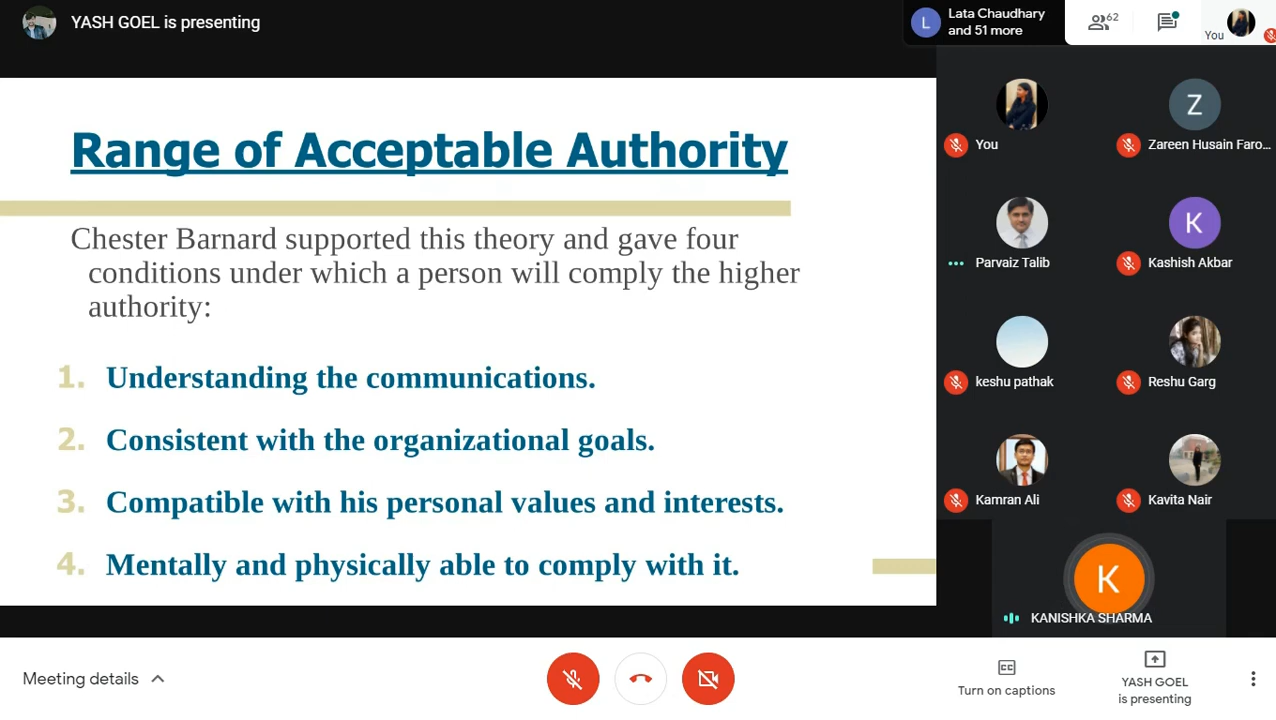 YASH GOEL is presenting
Lata Chaudhary
and 51 more
62
L
You
Range of Acceptable Authority
Chester Barnard supported this theory and gave four
conditions under which a person will comply the higher
authority:
1. Understanding the communications.
2. Consistent with the organizational goals.
3. Compatible with his personal values and interests.
4. Mentally and physically able to comply with it.
You
Z
Zareen Husain Faro...
Parvaiz Talib
K
Kashish Akbar
keshu pathak
Reshu Garg
Kamran Ali
Kavita Nair
K
KANISHKA SHARMA
Meeting details
CC
Turn on captions
YASH GOEL
is presenting